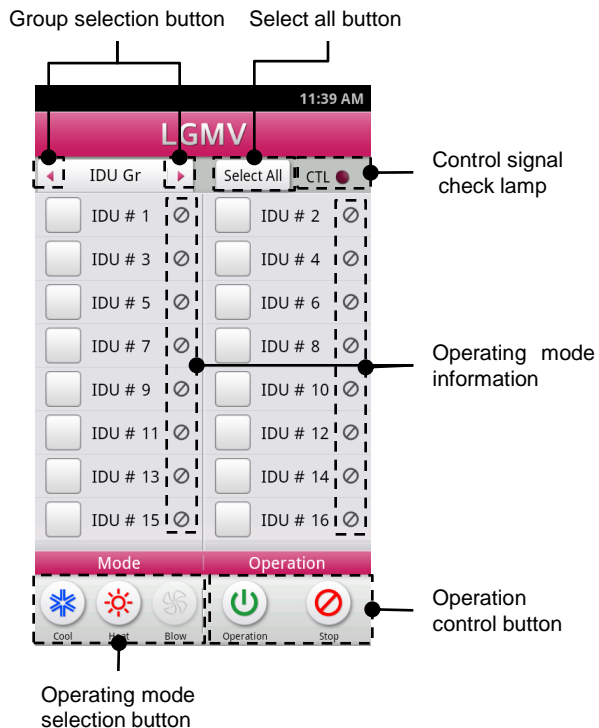 Group selection button Select all button
11:39 AM
LGMV
IDU Gr Select All CTL
Control signal
check lamp
IDU # 1 IDU # 2
IDU # 3 IDU # 4
IDU # 5 IDU # 6
IDU # 7 IDU # 8
Operating mode
information
IDU # 9 IDU # 10
IDU # 11 IDU # 12
IDU # 13 IDU # 14
IDU # 15 IDU # 16
Mode Operation
Cool Heat Blow Operation Stop
Operation
control button
Operating mode
selection button